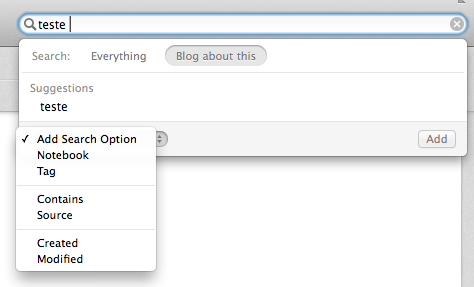 teste
Search: Everything Blog about this
Suggestions
teste
✓ Add Search Option
Add
Notebook
Tag
Contains
Source
Created
Modified